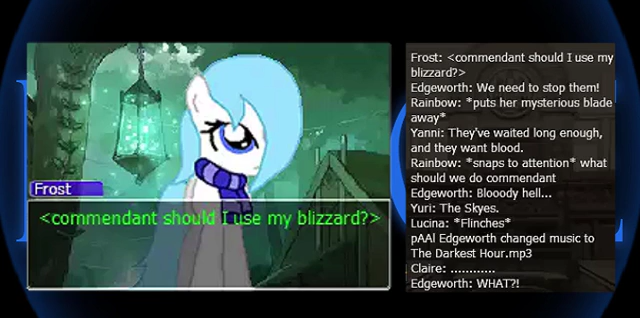 Frost
<commendant should I use my blizzard?>
Frost: <commendant should I use my
blizzard?>
Edgeworth: We need to stop them!
Rainbow: *puts her mysterious blade
away*
Yanni: They've waited long enough,
and they want blood.
Rainbow: *snaps to attention* what
should we do commendant
Edgeworth: Blooody hell...
Yuri: The Skyes.
Lucina: *Flinches*
pAAl Edgeworth changed music to
The Darkest Hour.mp3
Claire: ............
Edgeworth: WHAT?!